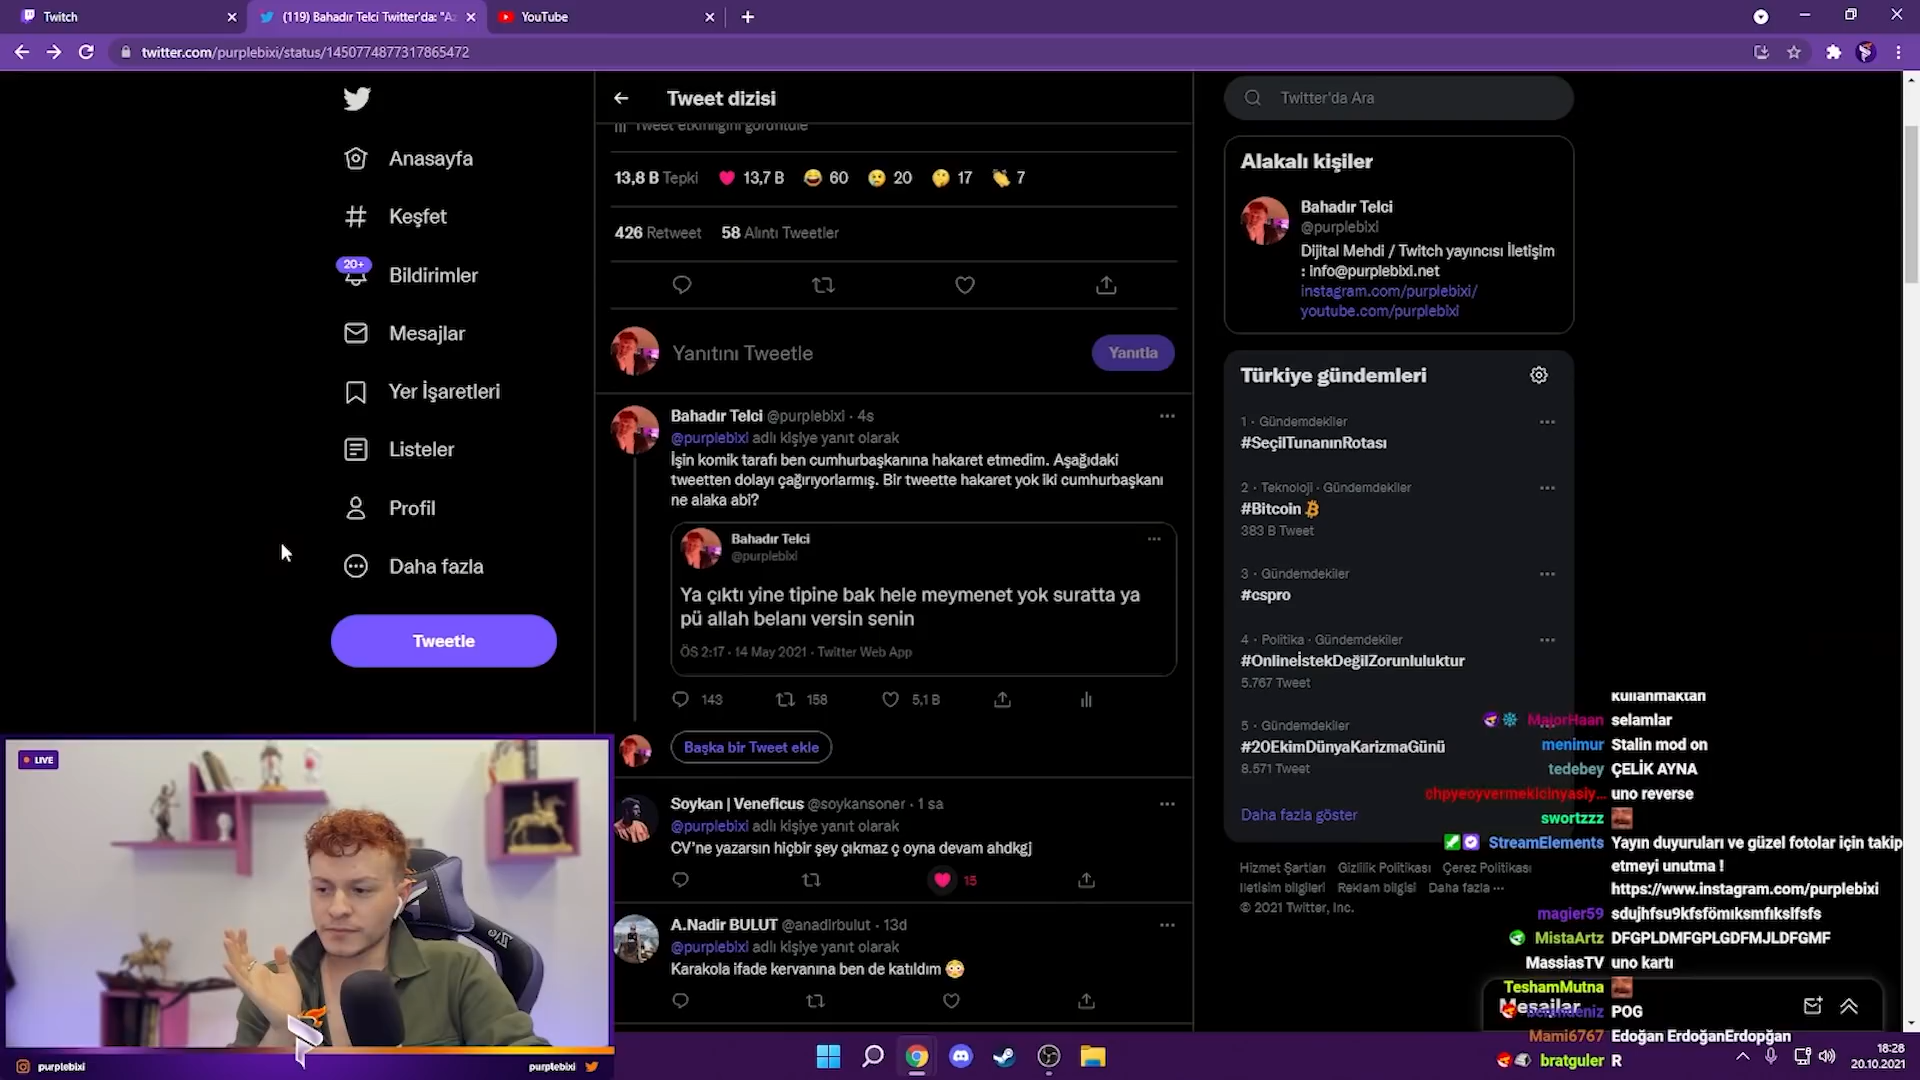 Twitch
(119) Bahadır Telci Twitter'da: "Az
YouTube
twitter.com/purplebixi/status/1450774877317865472
Anasayfa
Keşfet
20+
Bildirimler
Mesajlar
Yer İşaretleri
Listeler
Profil
Daha fazla
Tweetle
Tweet dizisi
Tweet etkinliğini görüntüle
13,8 B Tepki 13,7 B 60 20 17 7
426 Retweet 58 Alıntı Tweetler
Yanıtını Tweetle
Yanıtla
Bahadır Telci @purplebixi · 4s
@purplebixi adlı kişiye yanıt olarak
İşin komik tarafı ben cumhurbaşkanına hakaret etmedim. Aşağıdaki
tweetten dolayı çağırıyorlarmış. Bir tweette hakaret yok iki cumhurbaşkanı
ne alaka abi?
Bahadır Telci
@purplebixi
Ya çıktı yine tipine bak hele meymenet yok suratta ya
pü allah belanı versin senin
ÖS 2:17 · 14 May 2021 · Twitter Web App
143 158 5,1 B
Başka bir Tweet ekle
Soykan | Veneficus @soykansoner · 1 sa
@purplebixi adlı kişiye yanıt olarak
CV'ne yazarsın hiçbir şey çıkmaz ç oyna devam ahdkgj
15
A.Nadir BULUT @anadirbulut · 13d
@purplebixi adlı kişiye yanıt olarak
Karakola ifade kervanına ben de katıldım
Twitter'da Ara
Alakalı kişiler
Bahadır Telci
@purplebixi
Dijital Mehdi / Twitch yayıncısı İletişim
: info@purplebixi.net
instagram.com/purplebixi/
youtube.com/purplebixi
Türkiye gündemleri
1 · Gündemdekiler
#SeçilTunanınRotası
2 · Teknoloji · Gündemdekiler
#Bitcoin
383 B Tweet
3 · Gündemdekiler
#cspro
4 · Politika · Gündemdekiler
#OnlineİstekDeğilZorunluluktur
5.767 Tweet
5 · Gündemdekiler
#20EkimDünyaKarizmaGünü
8.571 Tweet
Daha fazla göster
Hizmet Şartları Gizlilik Politikası Çerez Politikası
İletişim bilgileri Reklam bilgisi Daha fazla ···
© 2021 Twitter, Inc.
Mesajlar
kullanmaktan
MajorHaan selamlar
menimur Stalin mod on
tedebey ÇELİK AYNA
chpyeoyvermekicinyasiy... uno reverse
swortzzz
StreamElements Yayın duyuruları ve güzel fotolar için takip
etmeyi unutma !
https://www.instagram.com/purplebixi
magier59 sdujhfsu9kfsfömıksmfıkslfsfs
MistaArtz DFGPLDMFGPLGDFMJLDFGMF
MassiasTV uno kartı
TeshamMutna
POG
Mami6767 Edoğan ErdoğanErdopğan
bratguler R
LIVE
purplebixi
purplebixi
18:28
20.10.2021